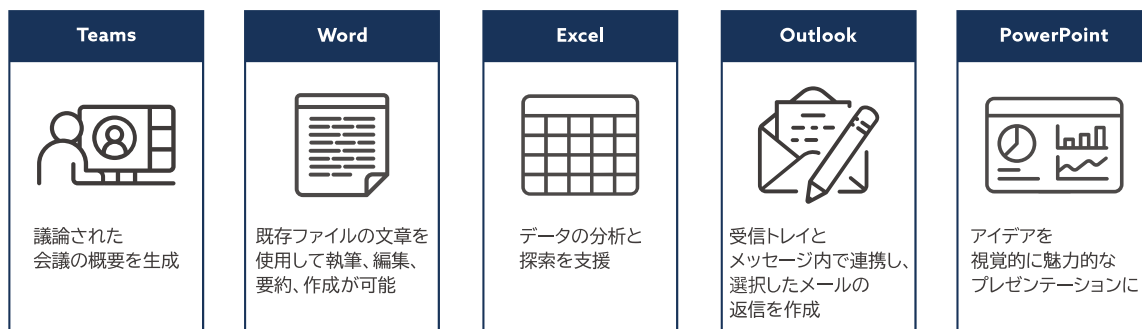 Teams
議論された
会議の概要を生成
Word
既存ファイルの文章を
使用して執筆、編集、
要約、作成が可能
Excel
データの分析と
探索を支援
Outlook
受信トレイと
メッセージ内で連携し、
選択したメールの
返信を作成
PowerPoint
アイデアを
視覚的に魅力的な
プレゼンテーションに